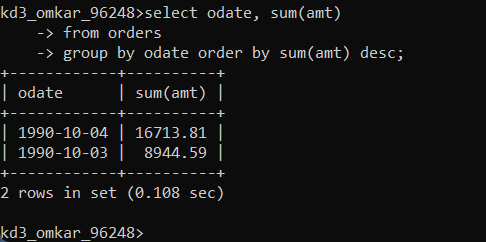 kd3_omkar_96248>select odate, sum(amt)
    -> from orders
    -> group by odate order by sum(amt) desc;
+------------+----------+
| odate      | sum(amt) |
+------------+----------+
| 1990-10-04 | 16713.81 |
| 1990-10-03 |  8944.59 |
+------------+----------+
2 rows in set (0.108 sec)
kd3_omkar_96248>